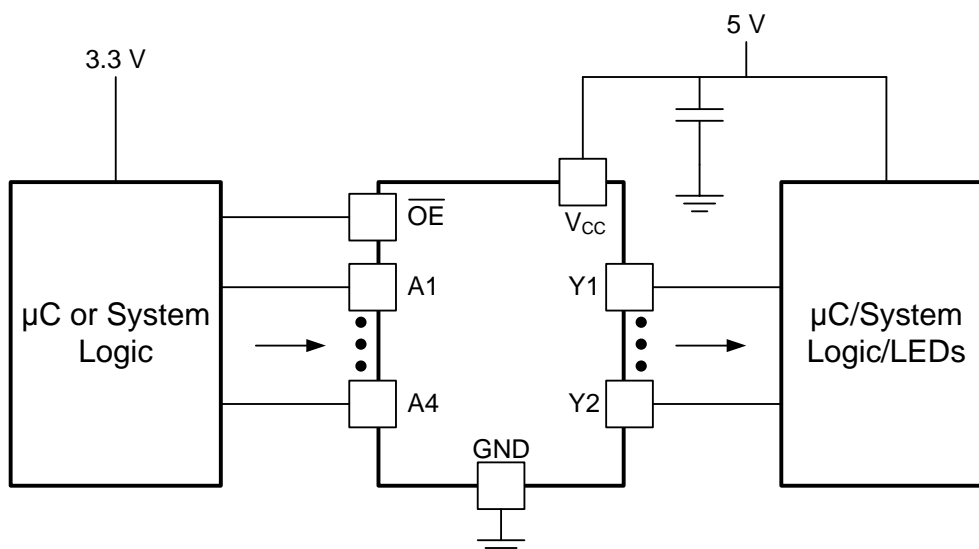 5 V
3.3 V
OE
V_CC
A1
Y1
µC or System
Logic
µC/System
Logic/LEDs
A4
Y2
GND